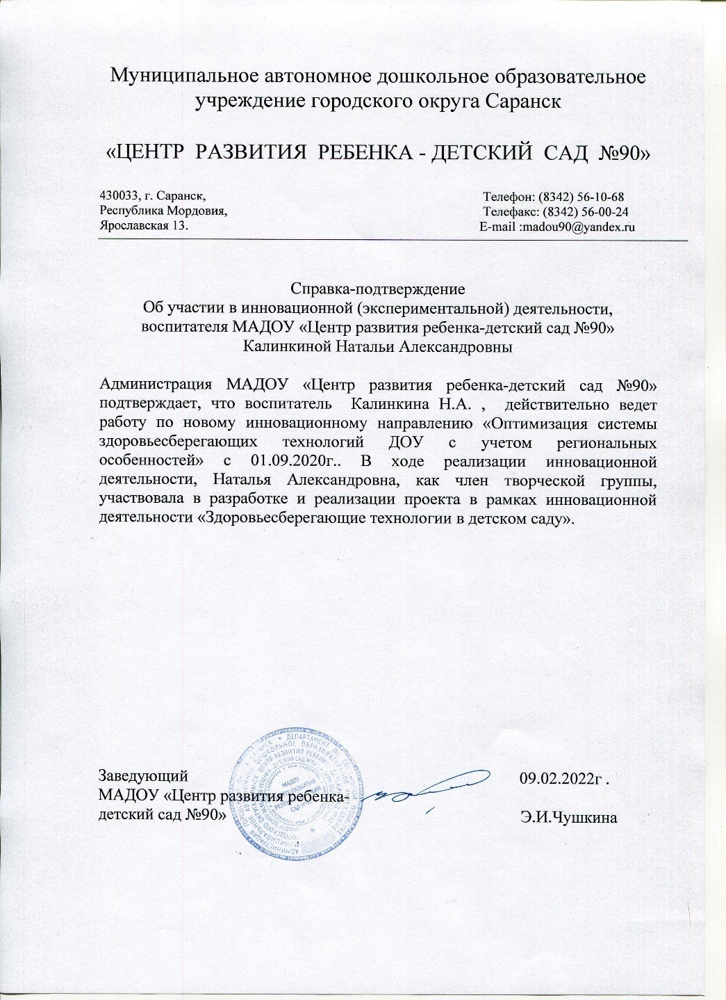 Муниципальное автономное дошкольное образовательное
учреждение городского округа Саранск
«ЦЕНТР РАЗВИТИЯ РЕБЕНКА - ДЕТСКИЙ САД №90»
430033, г. Саранск,
Республика Мордовия,
Ярославская 13.
Телефон: (8342) 56-10-68
Телефакс: (8342) 56-00-24
E-mail :madou90@yandex.ru
Справка-подтверждение
Об участии в инновационной (экспериментальной) деятельности,
воспитателя МАДОУ «Центр развития ребенка-детский сад №90»
Калинкиной Натальи Александровны
Администрация МАДОУ «Центр развития ребенка-детский сад №90»
подтверждает, что воспитатель Калинкина Н.А. , действительно ведет
работу по новому инновационному направлению «Оптимизация системы
здоровьесберегающих технологий ДОУ с учетом региональных
особенностей» с 01.09.2020г.. В ходе реализации инновационной
деятельности, Наталья Александровна, как член творческой группы,
участвовала в разработке и реализации проекта в рамках инновационной
деятельности «Здоровьесберегающие технологии в детском саду».
Заведующий
МАДОУ «Центр развития ребенка-
детский сад №90»
09.02.2022г .
Э.И.Чушкина
МАДОУ
ЦЕНТР РАЗВИТИЯ